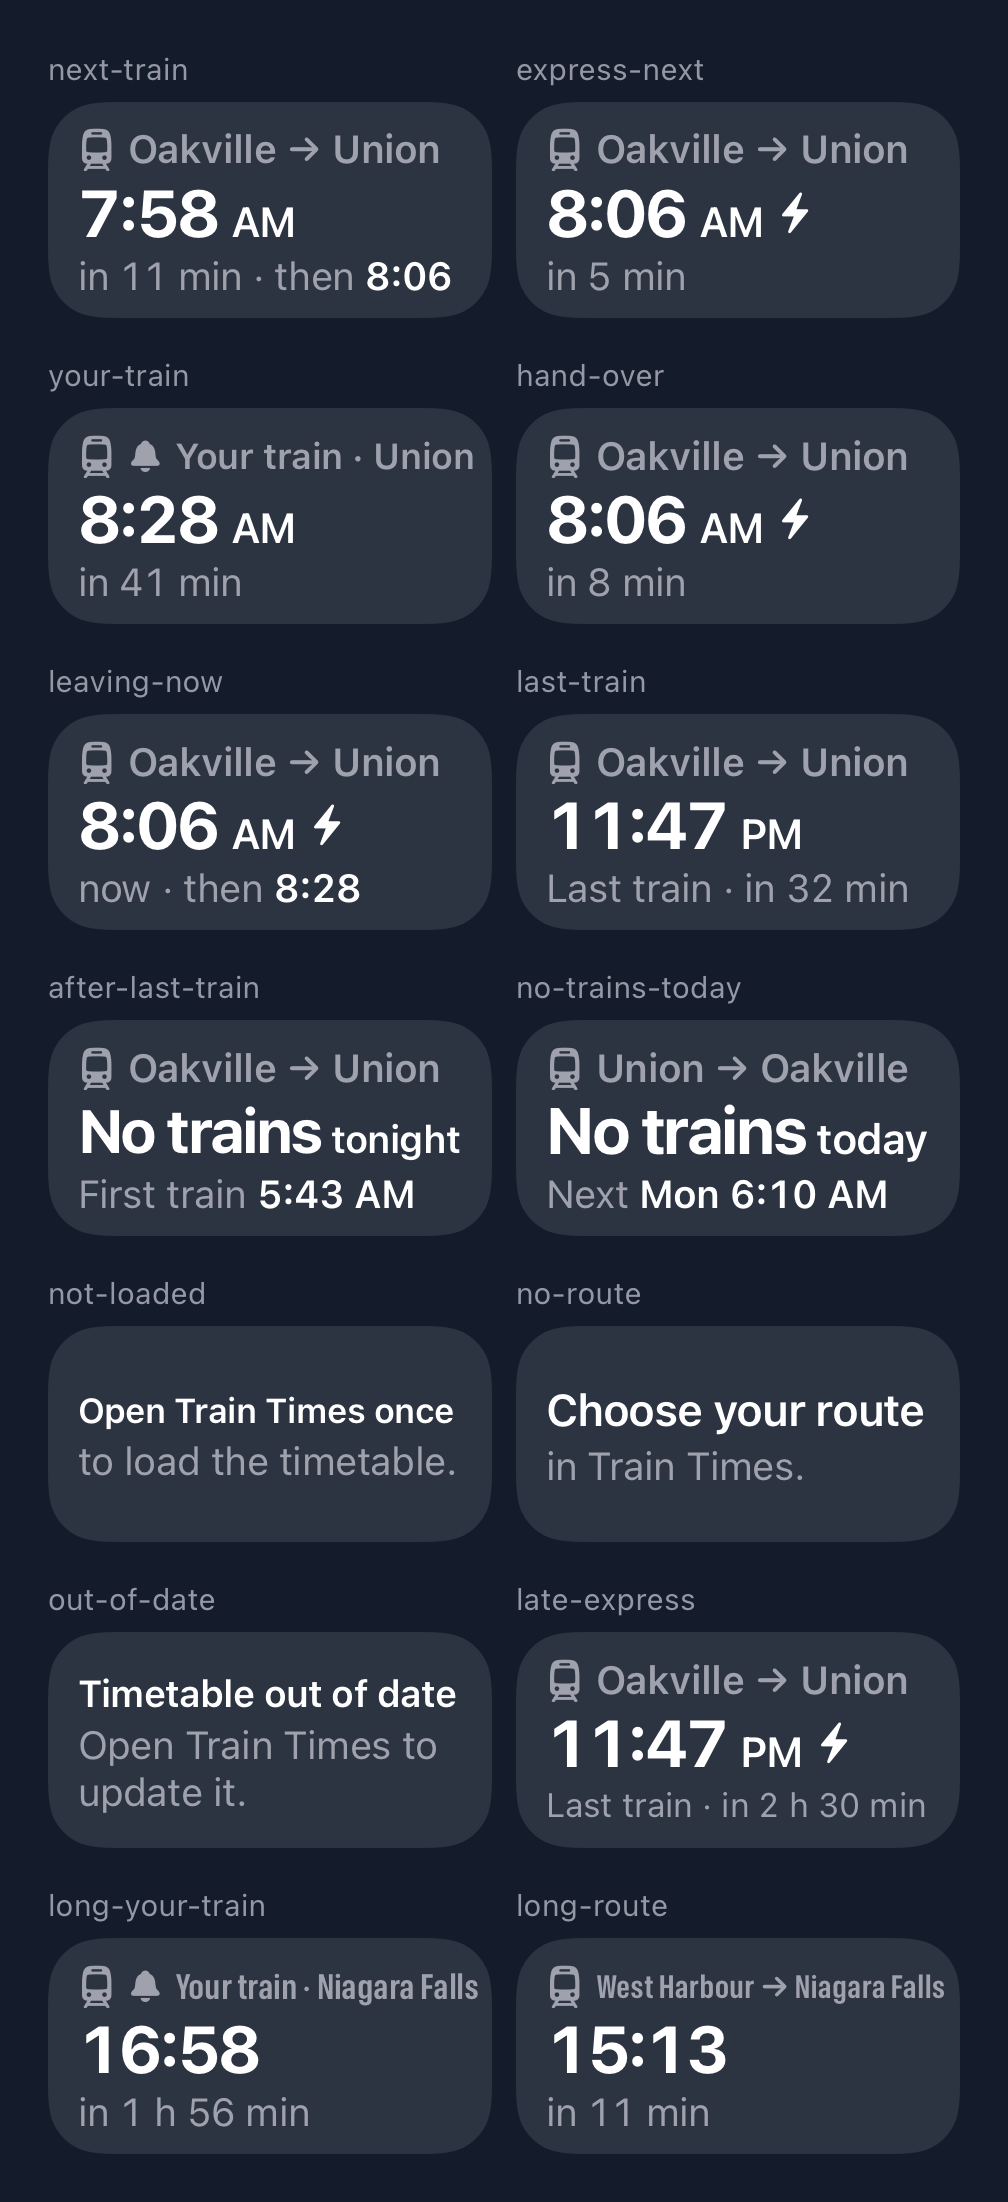 next-train
Oakville → Union
7:58 AM
in 11 min · then 8:06
express-next
Oakville → Union
8:06 AM
in 5 min
your-train
Your train · Union
8:28 AM
in 41 min
hand-over
Oakville → Union
8:06 AM
in 8 min
leaving-now
Oakville → Union
8:06 AM
now · then 8:28
last-train
Oakville → Union
11:47 PM
Last train · in 32 min
after-last-train
Oakville → Union
No trains tonight
First train 5:43 AM
no-trains-today
Union → Oakville
No trains today
Next Mon 6:10 AM
not-loaded
Open Train Times once
to load the timetable.
no-route
Choose your route
in Train Times.
out-of-date
Timetable out of date
Open Train Times to
update it.
late-express
Oakville → Union
11:47 PM
Last train · in 2 h 30 min
long-your-train
Your train · Niagara Falls
16:58
in 1 h 56 min
long-route
West Harbour → Niagara Falls
15:13
in 11 min